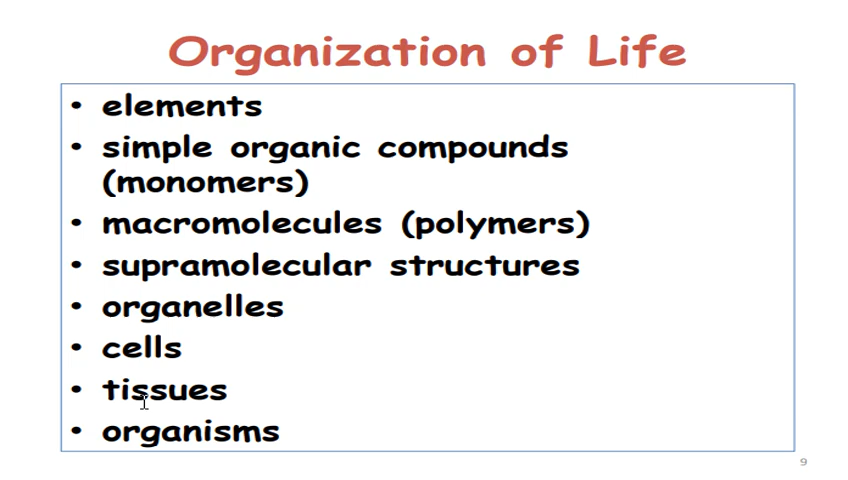 Organization of Life
• elements
• simple organic compounds
(monomers)
• macromolecules (polymers)
• supramolecular structures
• organelles
• cells
• tissues
• organisms
9